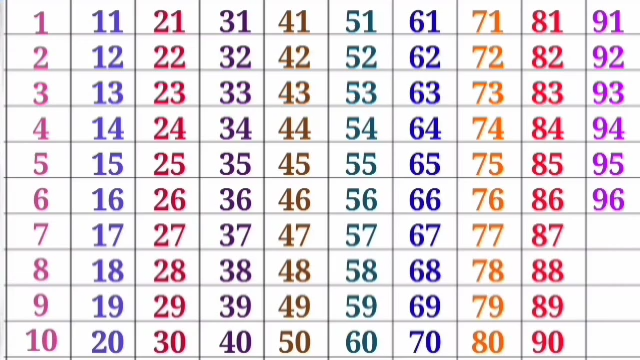 1 11 21 31 41 51 61 71 81 91
2 12 22 32 42 52 62 72 82 92
3 13 23 33 43 53 63 73 83 93
4 14 24 34 44 54 64 74 84 94
5 15 25 35 45 55 65 75 85 95
6 16 26 36 46 56 66 76 86 96
7 17 27 37 47 57 67 77 87
8 18 28 38 48 58 68 78 88
9 19 29 39 49 59 69 79 89
10 20 30 40 50 60 70 80 90